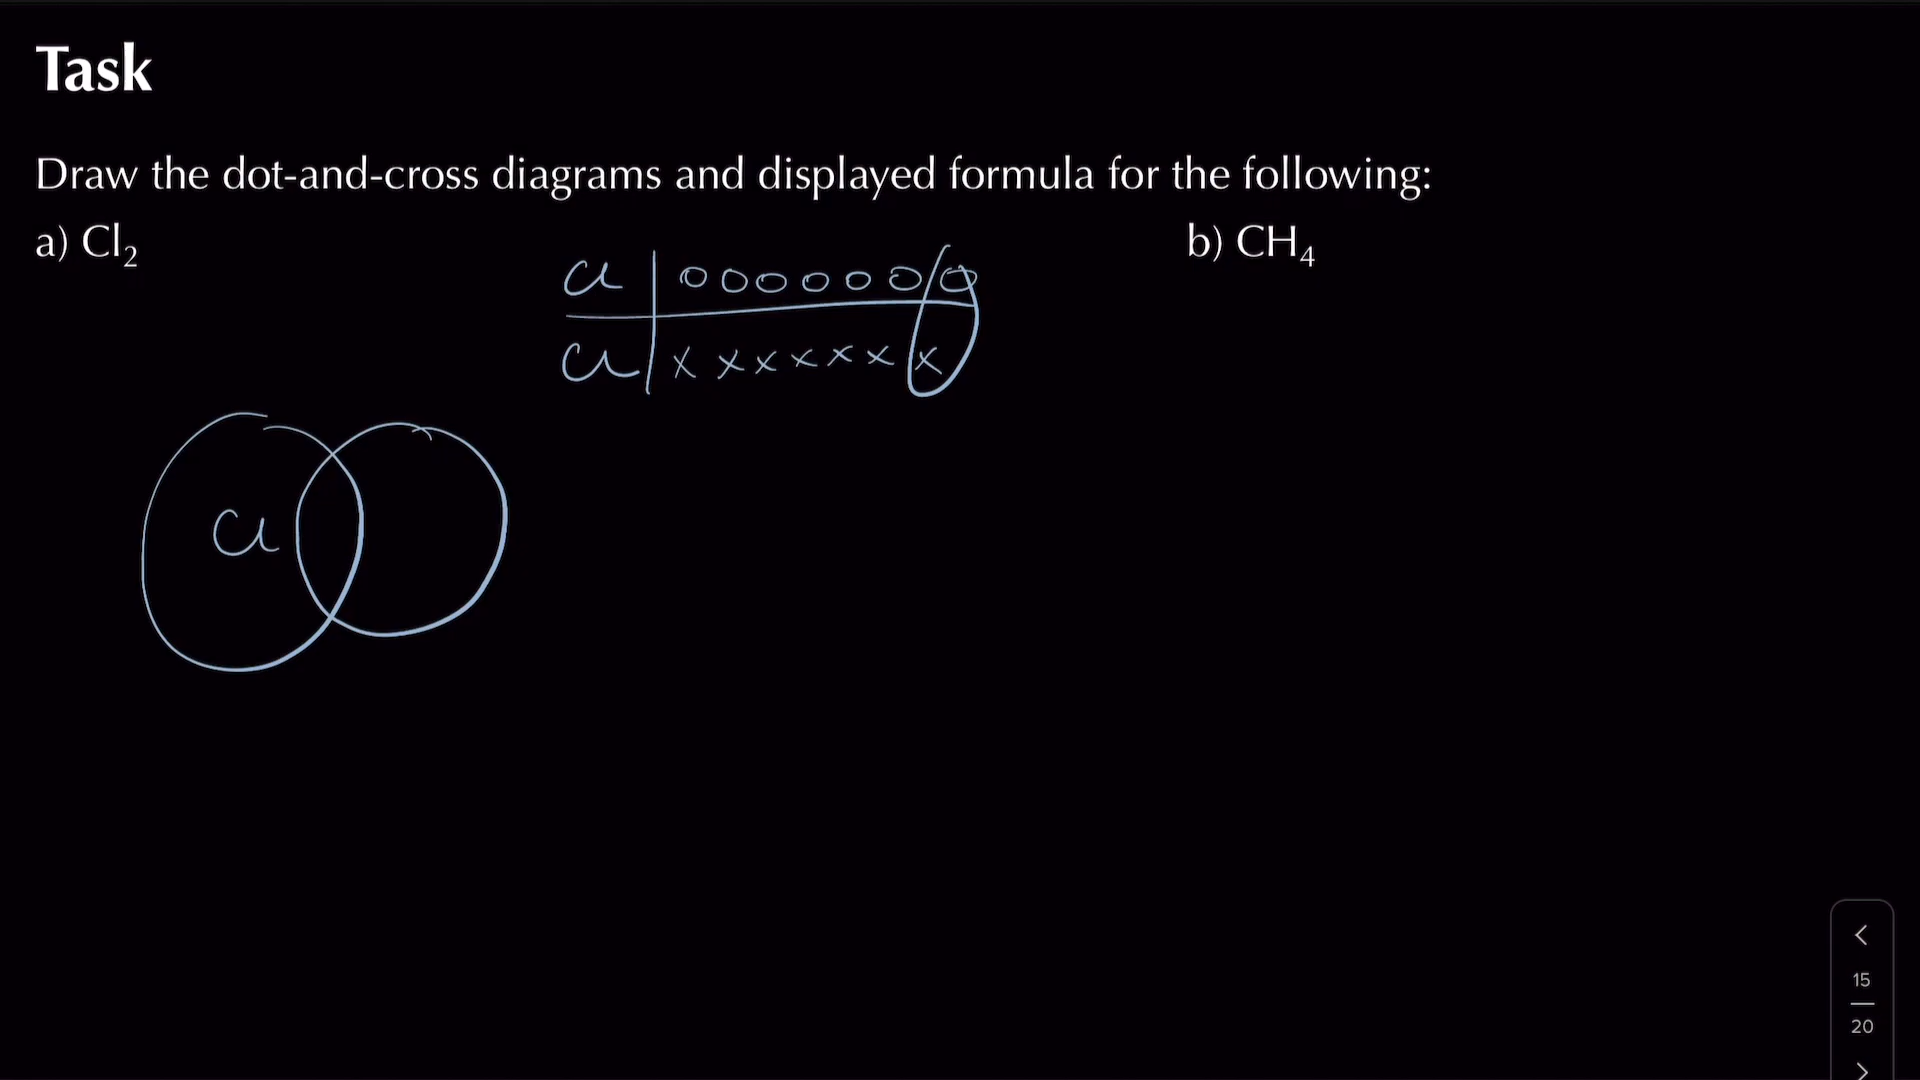 Task
Draw the dot-and-cross diagrams and displayed formula for the following:
a) Cl₂
b) CH₄
Cl | o o o o o o o
Cl | x x x x x x x
Cl
15
20